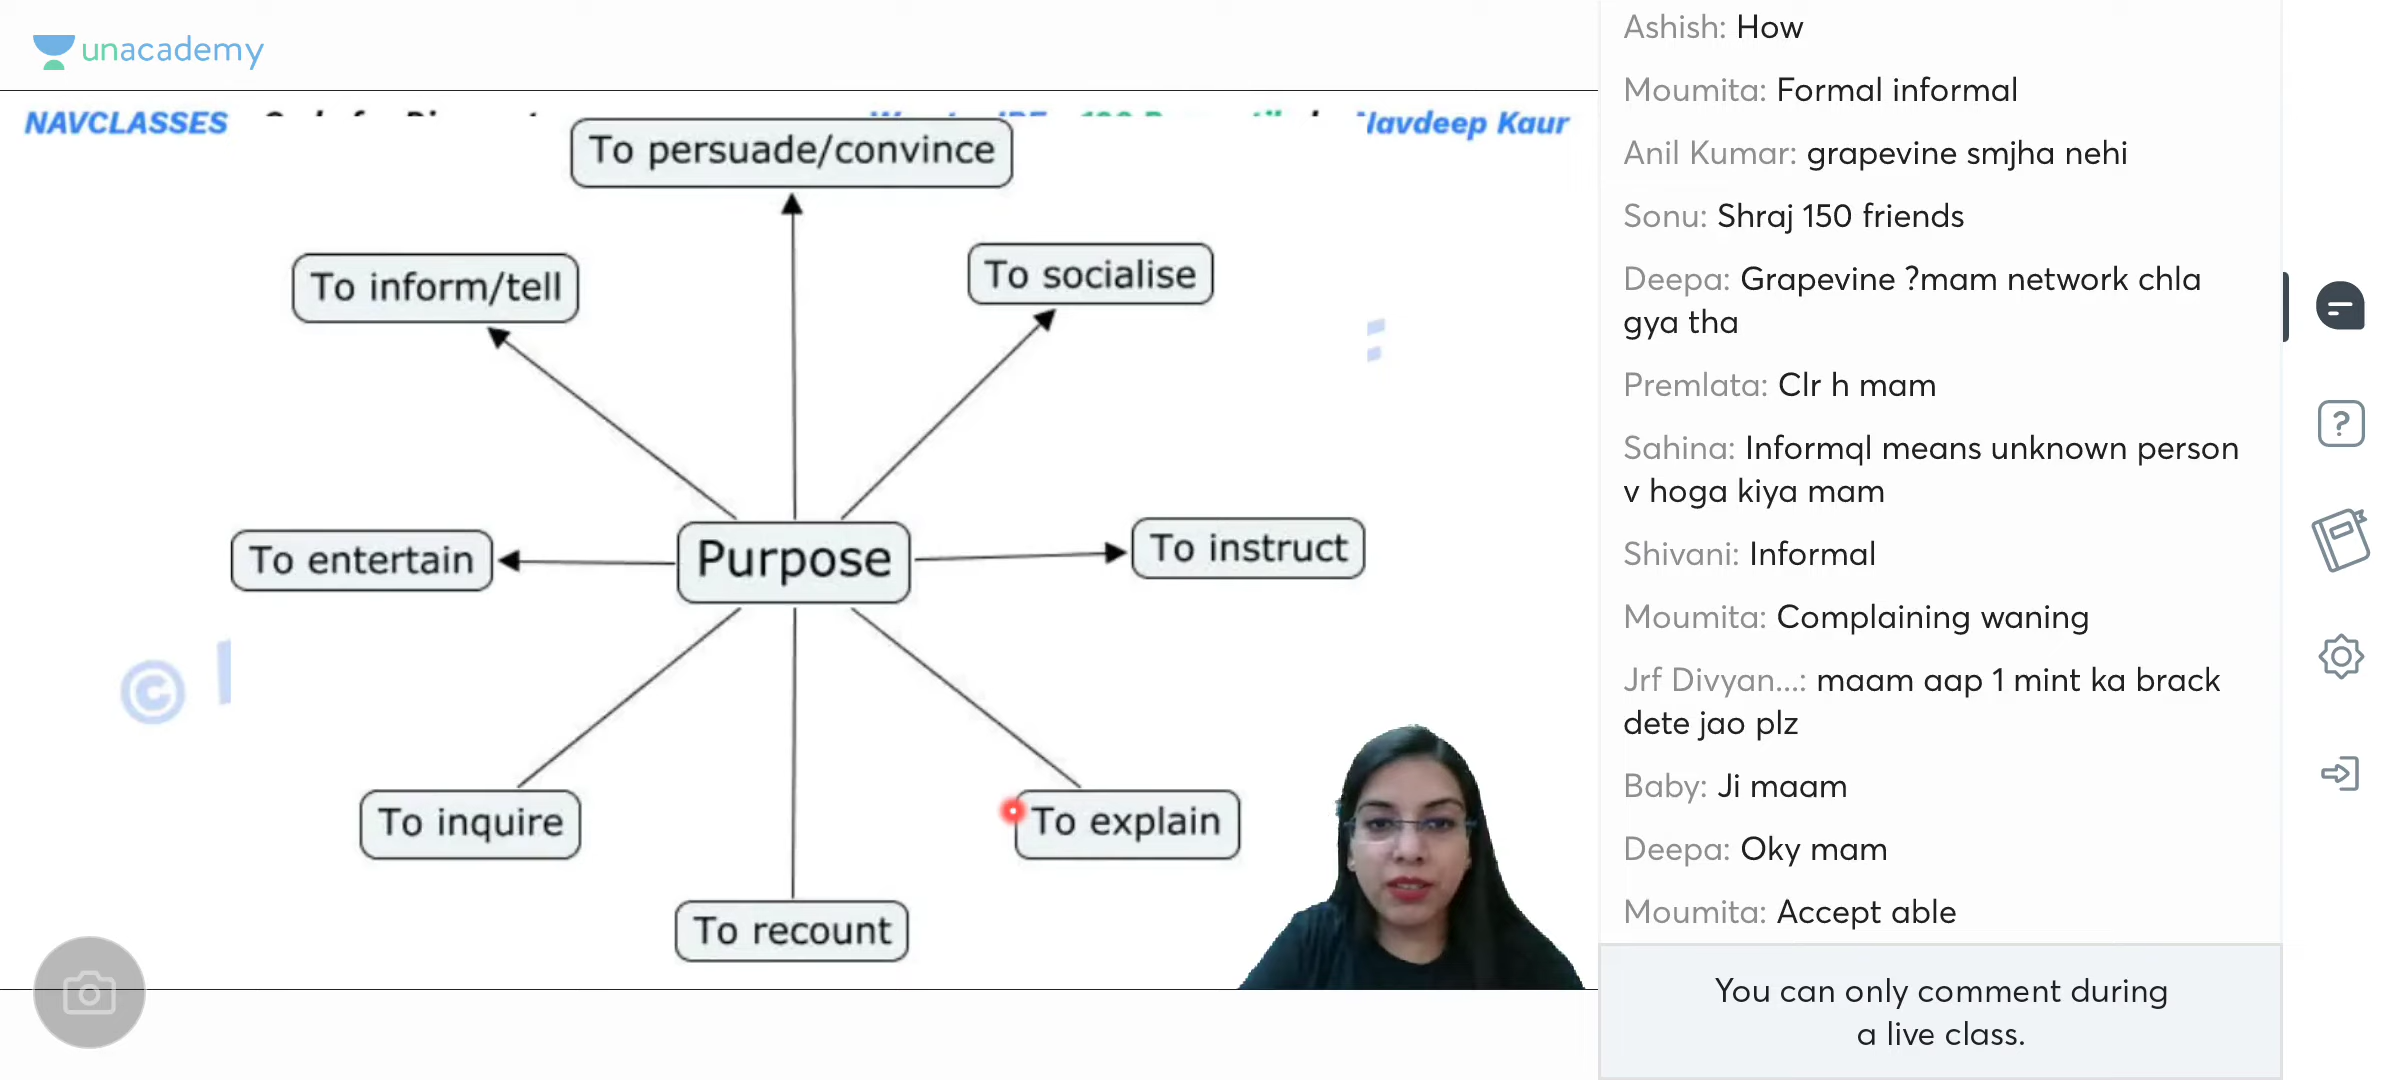 unacademy
NAVCLASSES
Navdeep Kaur
To persuade/convince
To inform/tell
To socialise
To entertain
Purpose
To instruct
To inquire
To explain
To recount
©
Ashish: How
Moumita: Formal informal
Anil Kumar: grapevine smjha nehi
Sonu: Shraj 150 friends
Deepa: Grapevine ?mam network chla
gya tha
Premlata: Clr h mam
Sahina: Informql means unknown person
v hoga kiya mam
Shivani: Informal
Moumita: Complaining waning
Jrf Divyan...: maam aap 1 mint ka brack
dete jao plz
Baby: Ji maam
Deepa: Oky mam
Moumita: Accept able
You can only comment during
a live class.
?